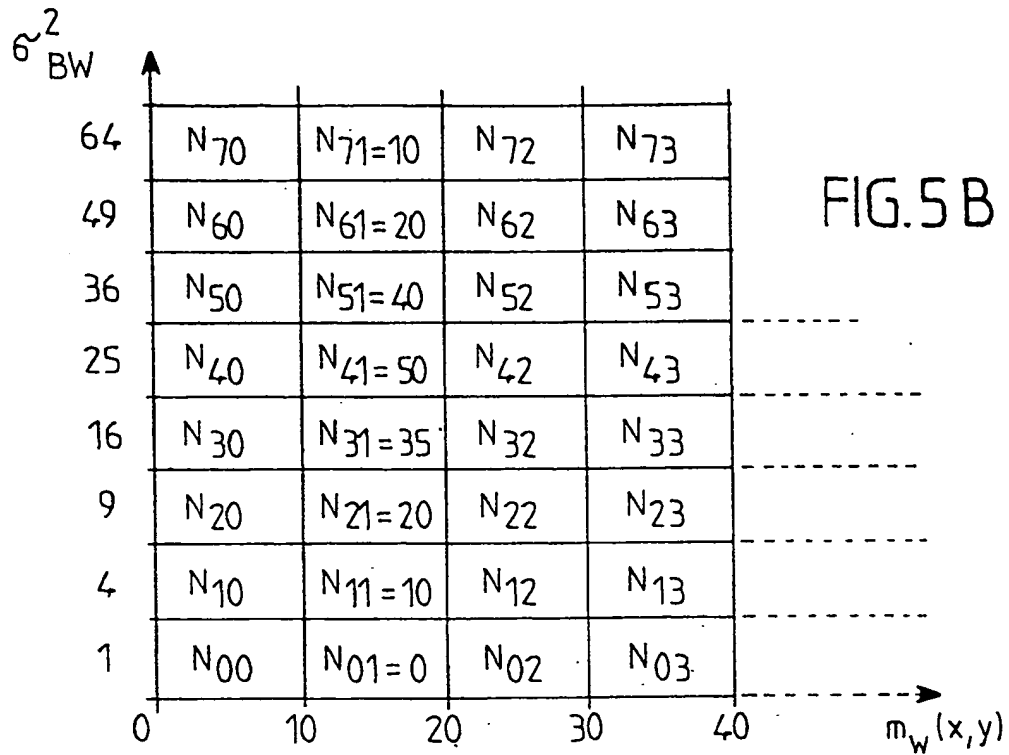 σ²BW
64 N70 N71=10 N72 N73
FIG.5B
49 N60 N61=20 N62 N63
36 N50 N51=40 N52 N53
25 N40 N41=50 N42 N43
16 N30 N31=35 N32 N33
9 N20 N21=20 N22 N23
4 N10 N11=10 N12 N13
1 N00 N01=0 N02 N03
0 10 20 30 40 mw(x,y)